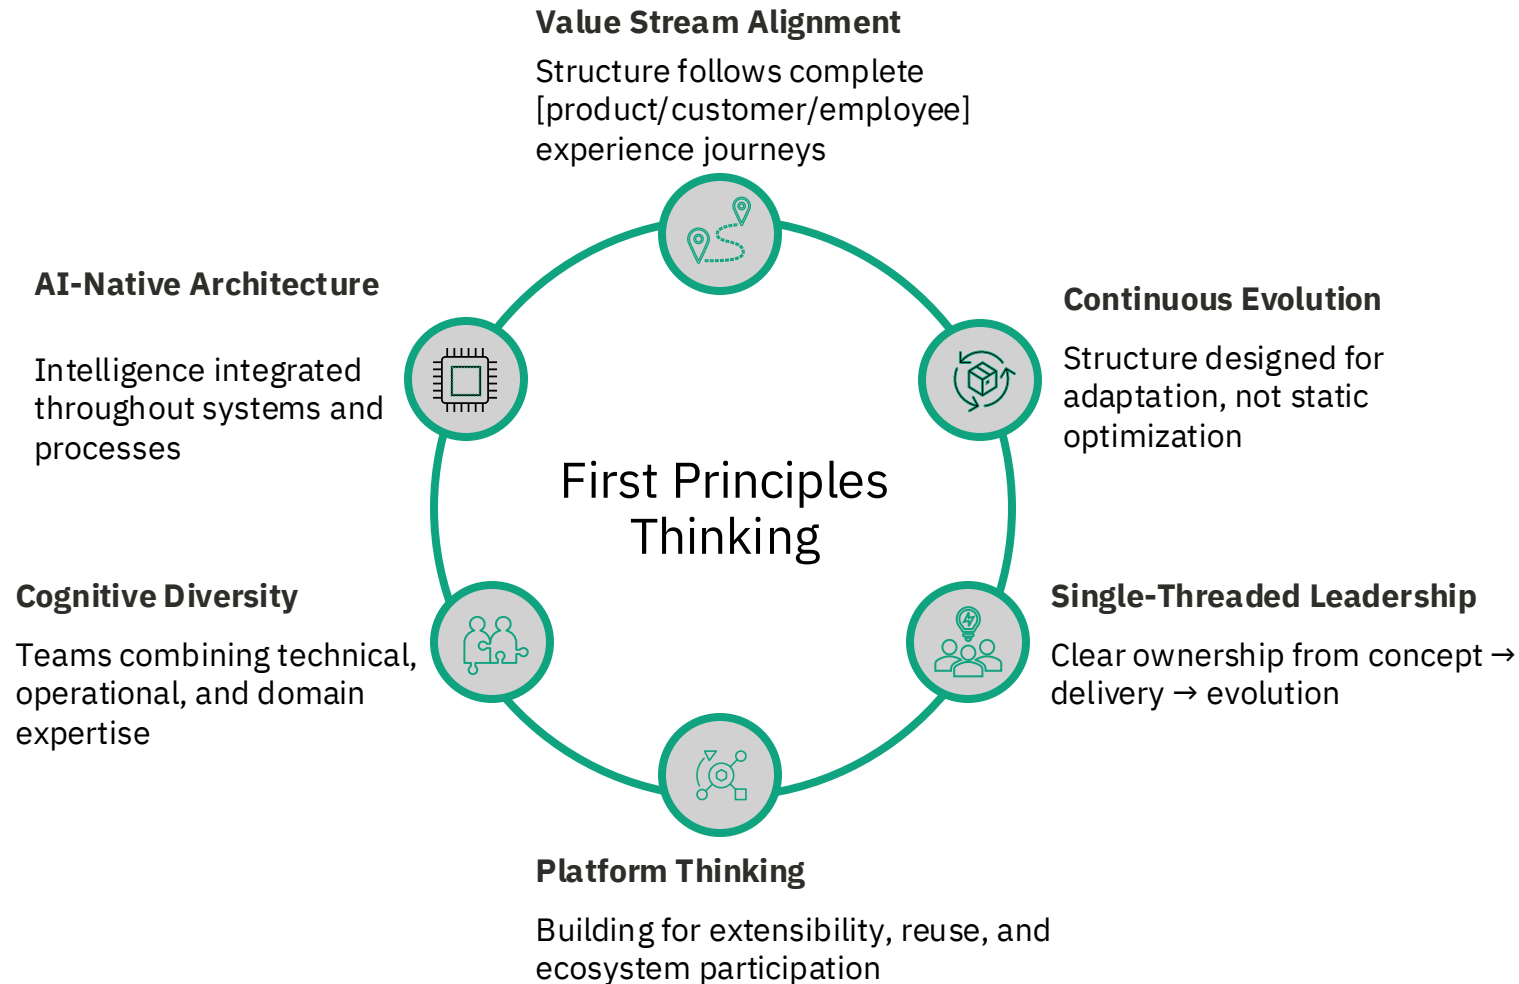 Value Stream Alignment
Structure follows complete
[product/customer/employee]
experience journeys
AI-Native Architecture
Intelligence integrated
throughout systems and
processes
Continuous Evolution
Structure designed for
adaptation, not static
optimization
First Principles
Thinking
Cognitive Diversity
Teams combining technical,
operational, and domain
expertise
Single-Threaded Leadership
Clear ownership from concept →
delivery → evolution
Platform Thinking
Building for extensibility, reuse, and
ecosystem participation